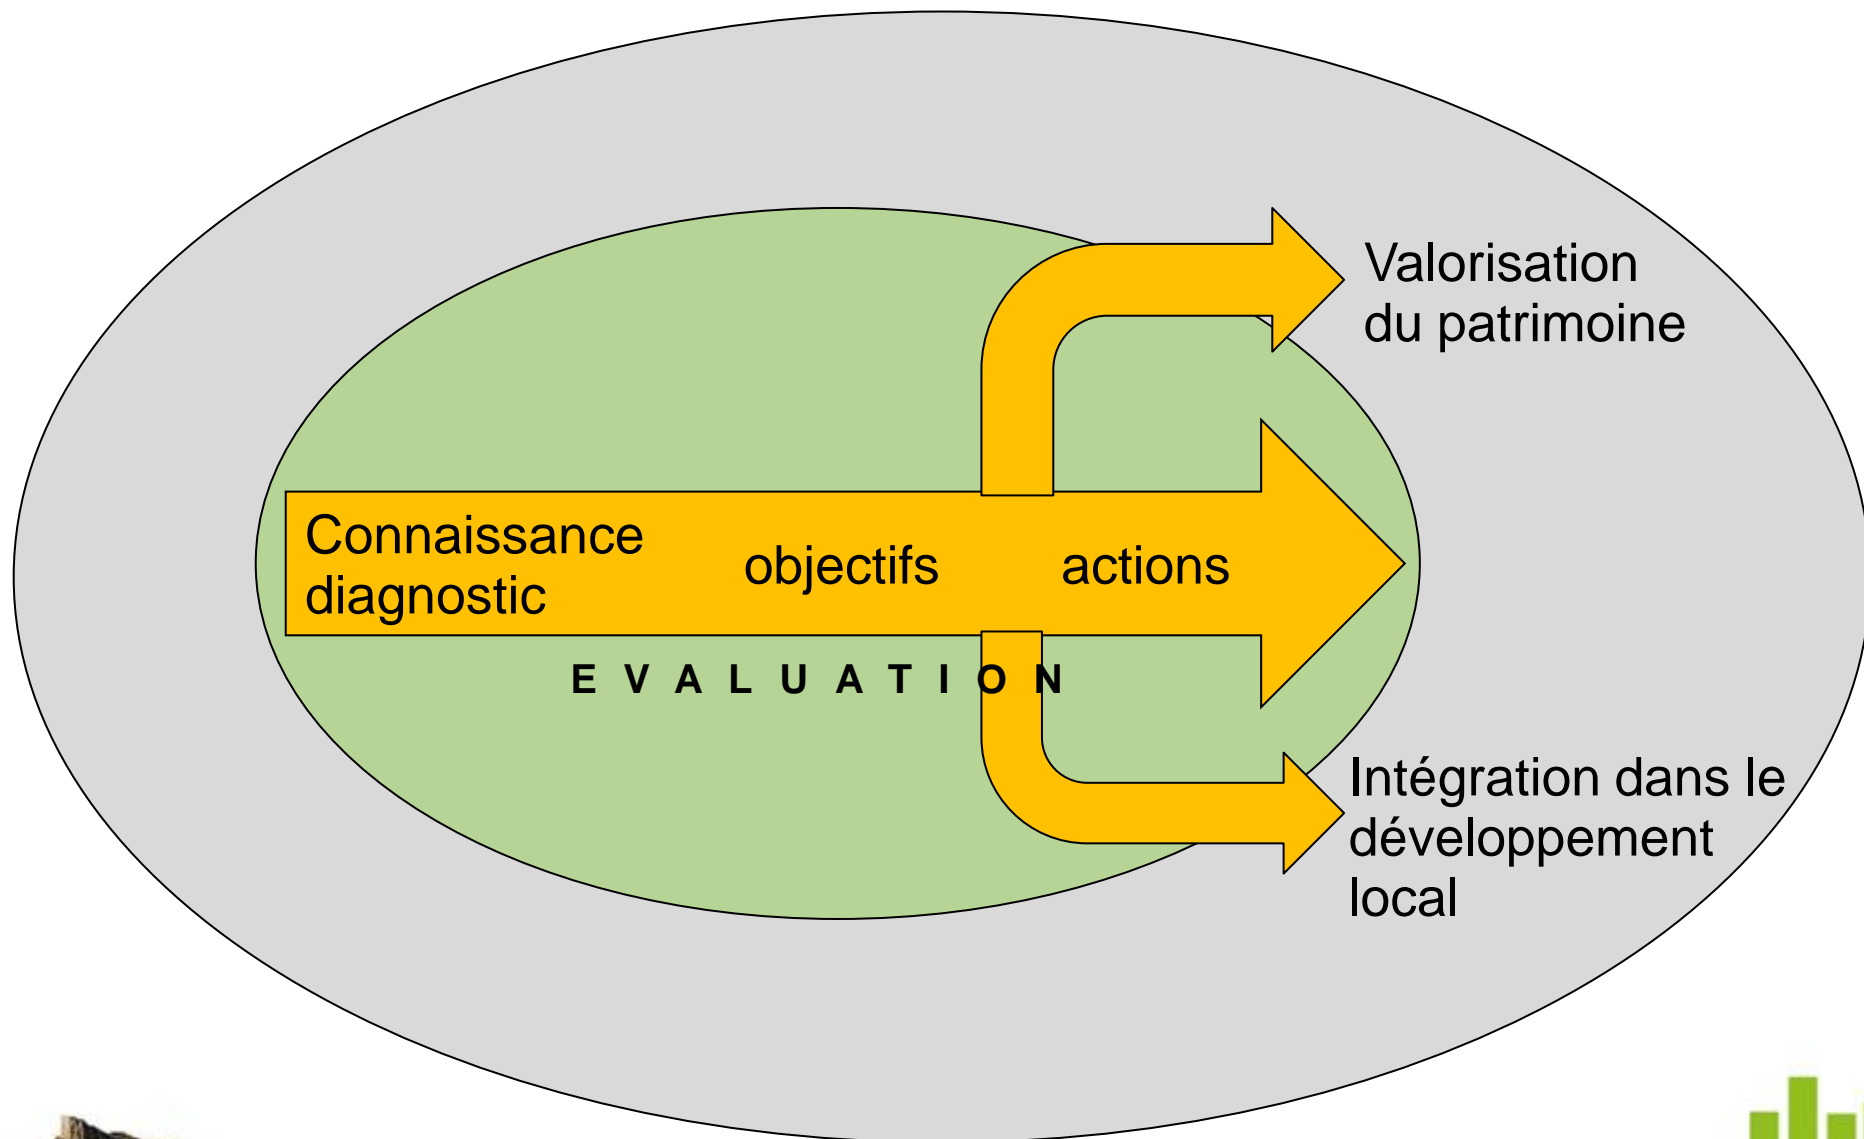 Valorisation
du patrimoine
Connaissance
diagnostic
objectifs
actions
E V A L U A T I O N
Intégration dans le
développement
local